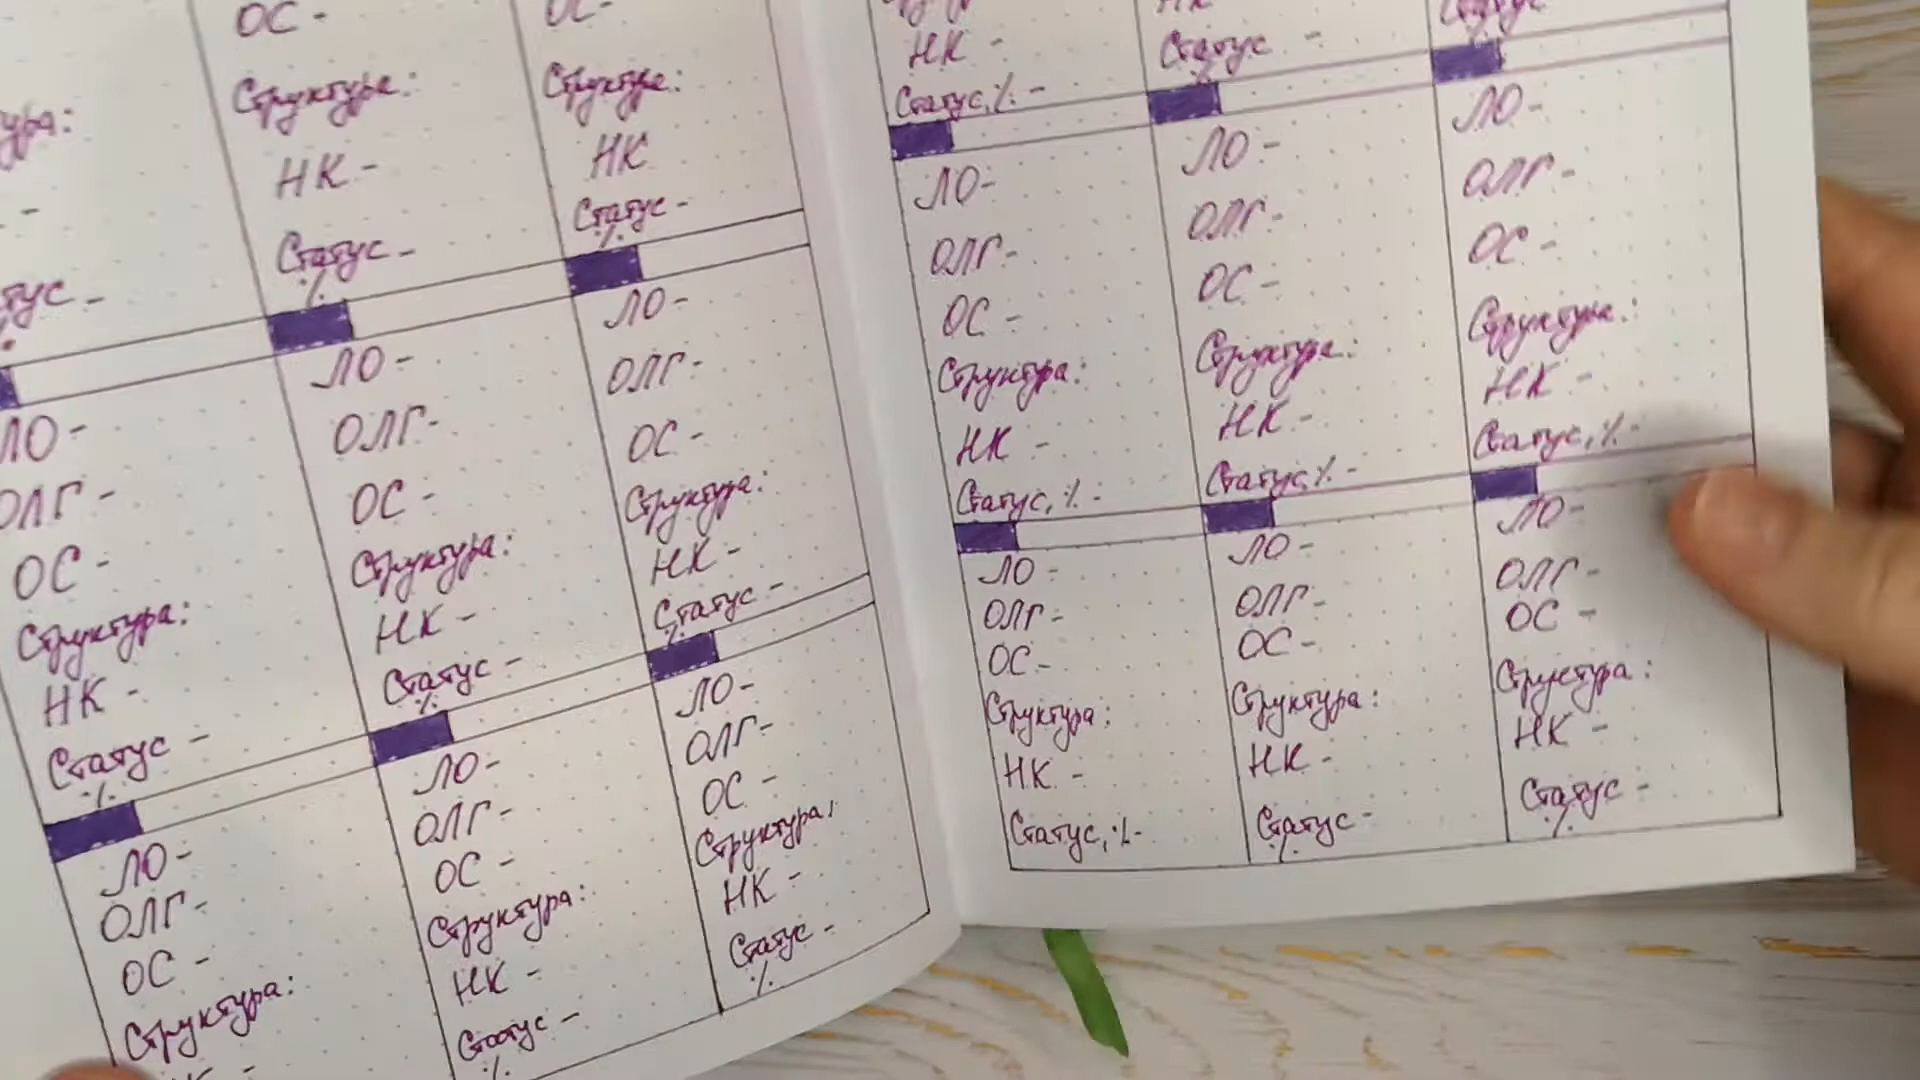 ОС -
Структура:
НК -
Статус -
%
Структура:
НК
Статус -
%
ЛО -
ОЛГ -
ОС -
Структура:
НК -
Статус -
%
ЛО -
ОЛГ -
ОС -
Структура:
НК -
Статус -
%
ЛО -
ОЛГ -
ОС -
Структура:
НК -
Статус -
%
ЛО -
ОЛГ -
ОС -
Структура:
ЛО -
ОЛГ -
ОС -
Структура:
НК -
Статус -
%
ЛО -
ОЛГ -
ОС -
Структура:
НК -
Статус -
%
НК -
Статус, % -
Статус -
%
ЛО -
ОЛГ -
ОС -
Структура:
НК -
Статус, % -
ЛО -
ОЛГ -
ОС -
Структура:
НК -
Статус, % -
ЛО -
ОЛГ -
ОС -
Структура:
НК -
Статус, % -
ЛО -
ОЛГ -
ОС -
Структура:
НК -
Статус, % -
ЛО -
ОЛГ -
ОС -
Структура:
НК -
Статус -
%
ЛО -
ОЛГ -
ОС -
Структура:
НК -
Статус -
%